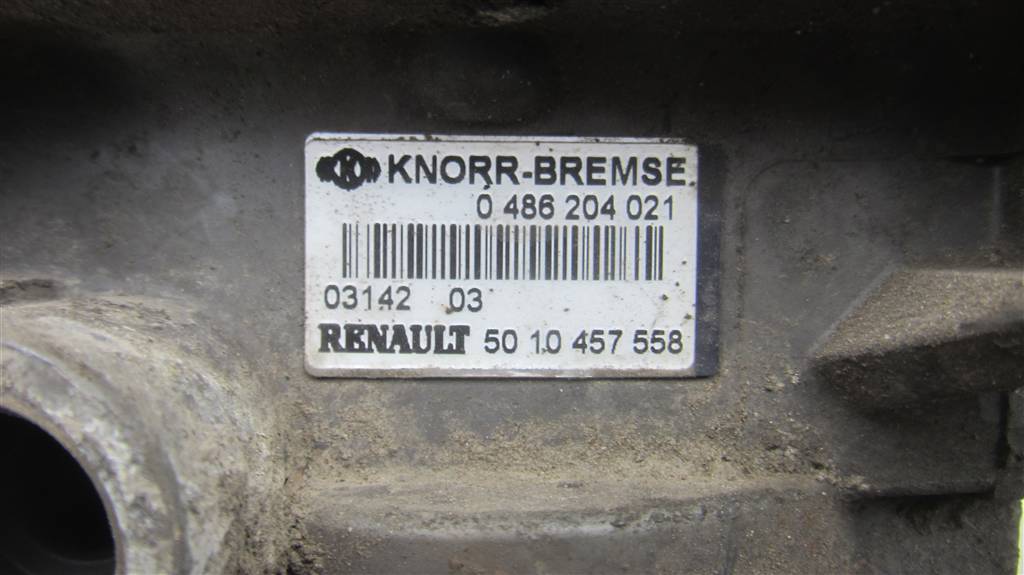 K KNORR-BREMSE
0 486 204 021
03142 03
RENAULT 50 10 457 558